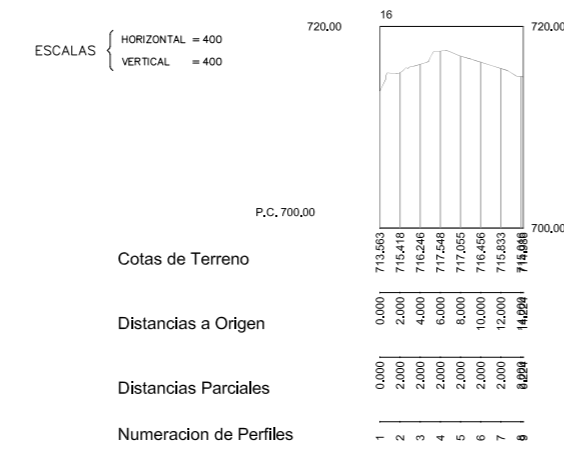 16
720.00 720.00
ESCALAS { HORIZONTAL = 400
VERTICAL = 400
P.C. 700.00
700.00
Cotas de Terreno 713.563 715.418 716.246 717.548 717.055 716.456 715.833
Distancias a Origen 0.000 2.000 4.000 6.000 8.000 10.000 12.000
Distancias Parciales 0.000 2.000 2.000 2.000 2.000 2.000 2.000
Numeracion de Perfiles 1 2 3 4 5 6 7 8 9